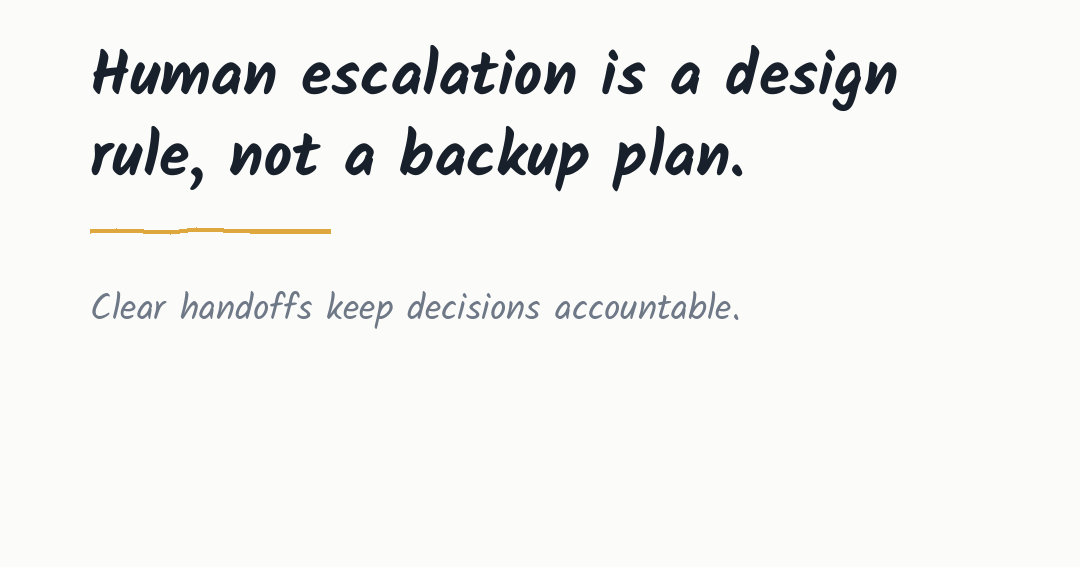 Human escalation is a design
rule, not a backup plan.
Clear handoffs keep decisions accountable.